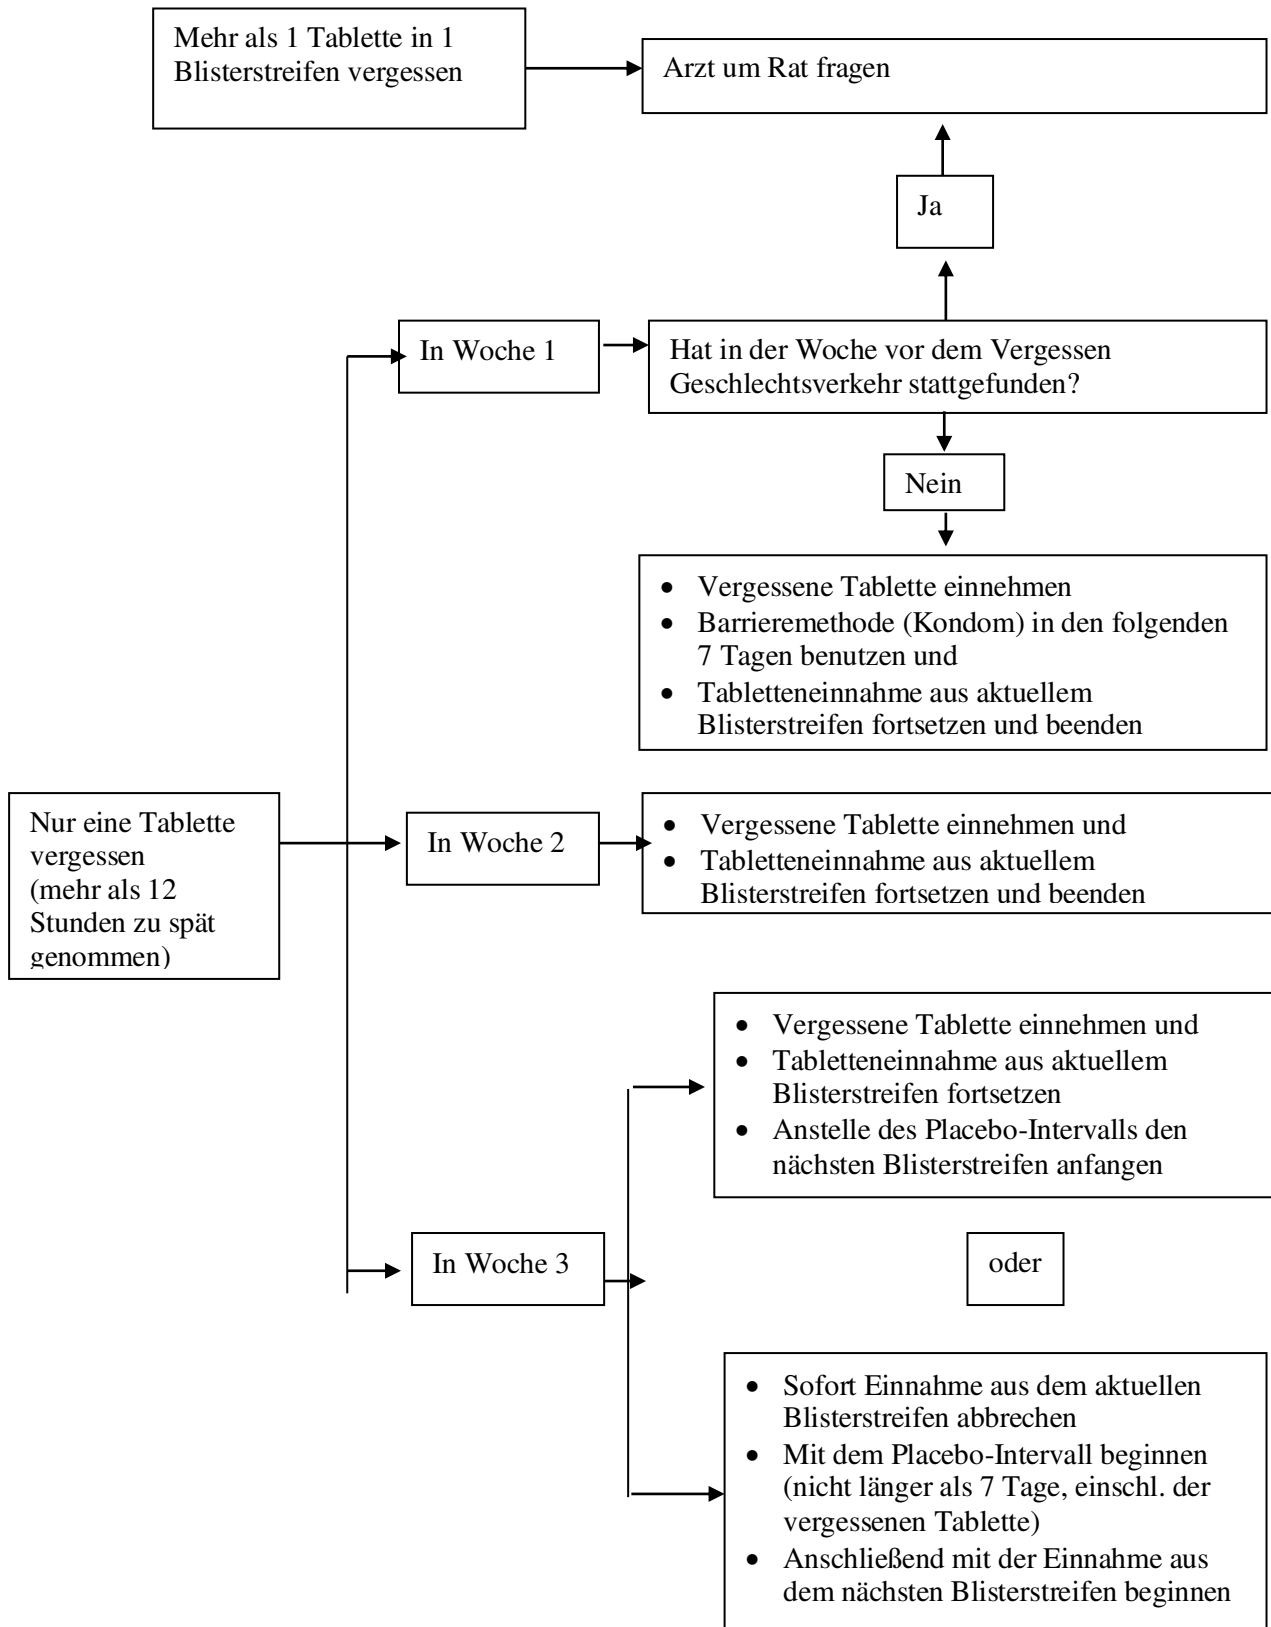 Mehr als 1 Tablette in 1
Blisterstreifen vergessen
Arzt um Rat fragen
Ja
In Woche 1
Hat in der Woche vor dem Vergessen
Geschlechtsverkehr stattgefunden?
Nein
• Vergessene Tablette einnehmen
• Barrieremethode (Kondom) in den folgenden
7 Tagen benutzen und
• Tabletteneinnahme aus aktuellem
Blisterstreifen fortsetzen und beenden
Nur eine Tablette
vergessen
(mehr als 12
Stunden zu spät
genommen)
In Woche 2
• Vergessene Tablette einnehmen und
• Tabletteneinnahme aus aktuellem
Blisterstreifen fortsetzen und beenden
• Vergessene Tablette einnehmen und
• Tabletteneinnahme aus aktuellem
Blisterstreifen fortsetzen
• Anstelle des Placebo-Intervalls den
nächsten Blisterstreifen anfangen
In Woche 3
oder
• Sofort Einnahme aus dem aktuellen
Blisterstreifen abbrechen
• Mit dem Placebo-Intervall beginnen
(nicht länger als 7 Tage, einschl. der
vergessenen Tablette)
• Anschließend mit der Einnahme aus
dem nächsten Blisterstreifen beginnen